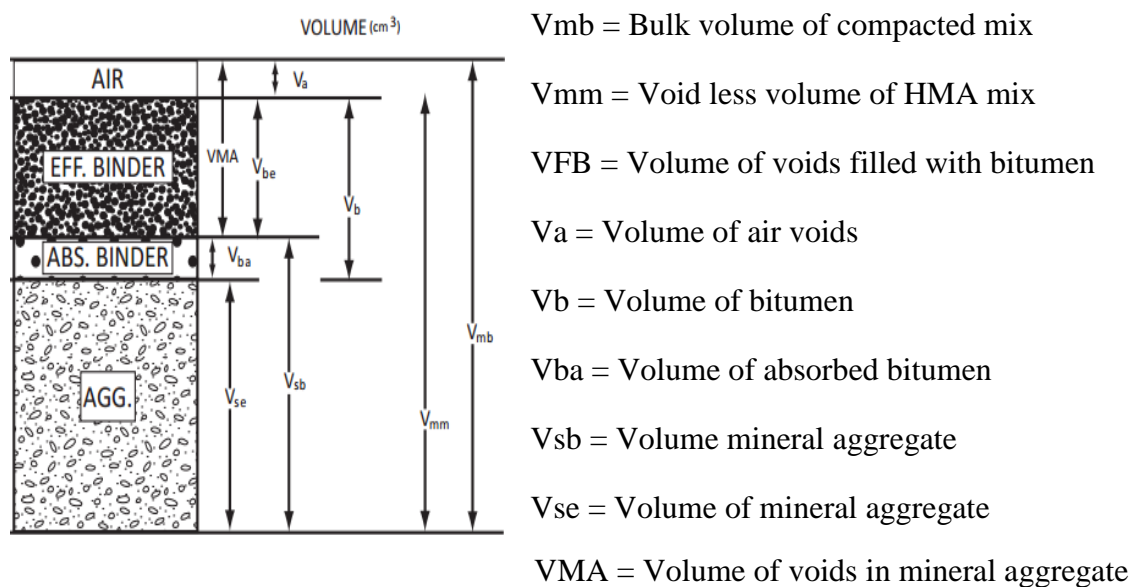 VOLUME (cm³)
AIR
Va
VMA
EFF. BINDER
Vbe
Vb
ABS. BINDER
Vba
Vmb
Vsb
AGG.
Vse
Vmm
Vmb = Bulk volume of compacted mix
Vmm = Void less volume of HMA mix
VFB = Volume of voids filled with bitumen
Va = Volume of air voids
Vb = Volume of bitumen
Vba = Volume of absorbed bitumen
Vsb = Volume mineral aggregate
Vse = Volume of mineral aggregate
VMA = Volume of voids in mineral aggregate